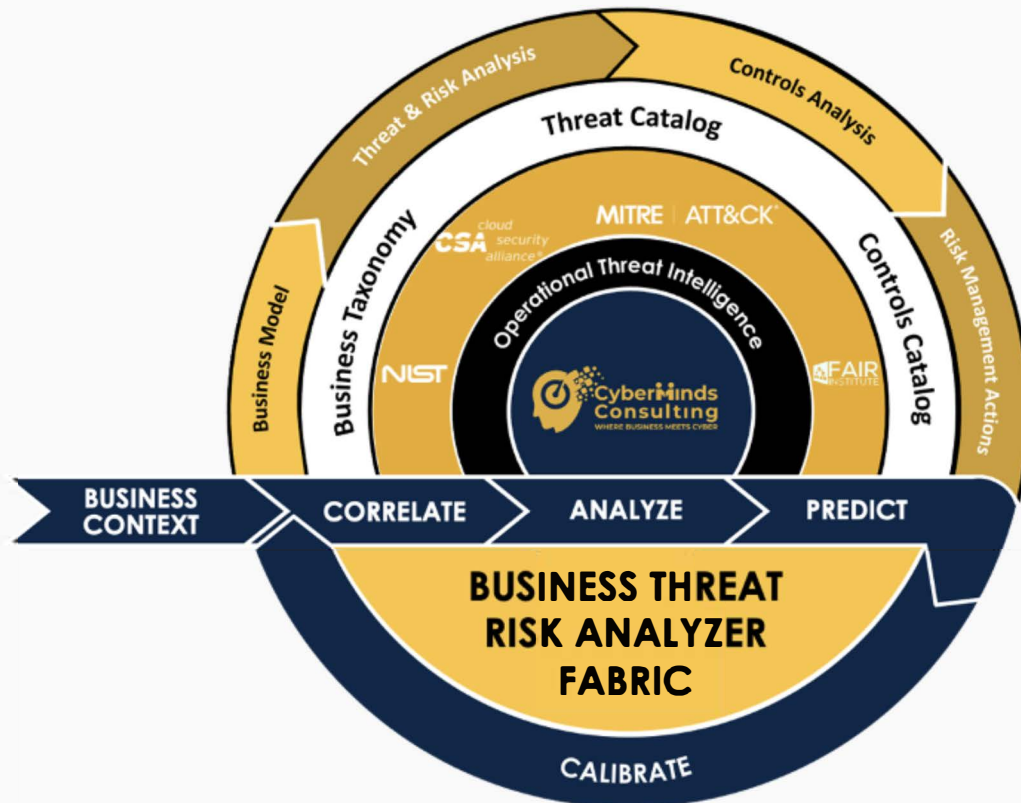 Threat & Risk Analysis
Controls Analysis
Business Model
Risk Management Actions
Business Taxonomy
Threat Catalog
Controls Catalog
NIST
CSA cloud
security
alliance®
MITRE | ATT&CK®
FAIR
INSTITUTE
Operational Threat Intelligence
CyberMinds
Consulting
WHERE BUSINESS MEETS CYBER
BUSINESS
CONTEXT
CORRELATE
ANALYZE
PREDICT
BUSINESS THREAT
RISK ANALYZER
FABRIC
CALIBRATE